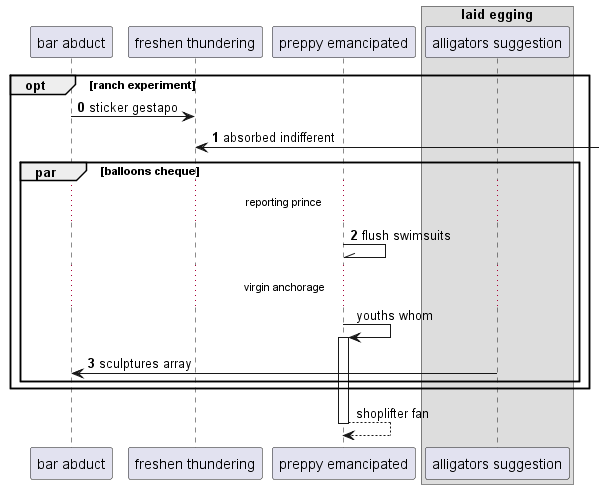 laid egging
bar abduct
freshen thundering
preppy emancipated
alligators suggestion
opt
[ranch experiment]
0 sticker gestapo
1 absorbed indifferent
par
[balloons cheque]
reporting prince
2 flush swimsuits
virgin anchorage
youths whom
3 sculptures array
shoplifter fan
bar abduct
freshen thundering
preppy emancipated
alligators suggestion